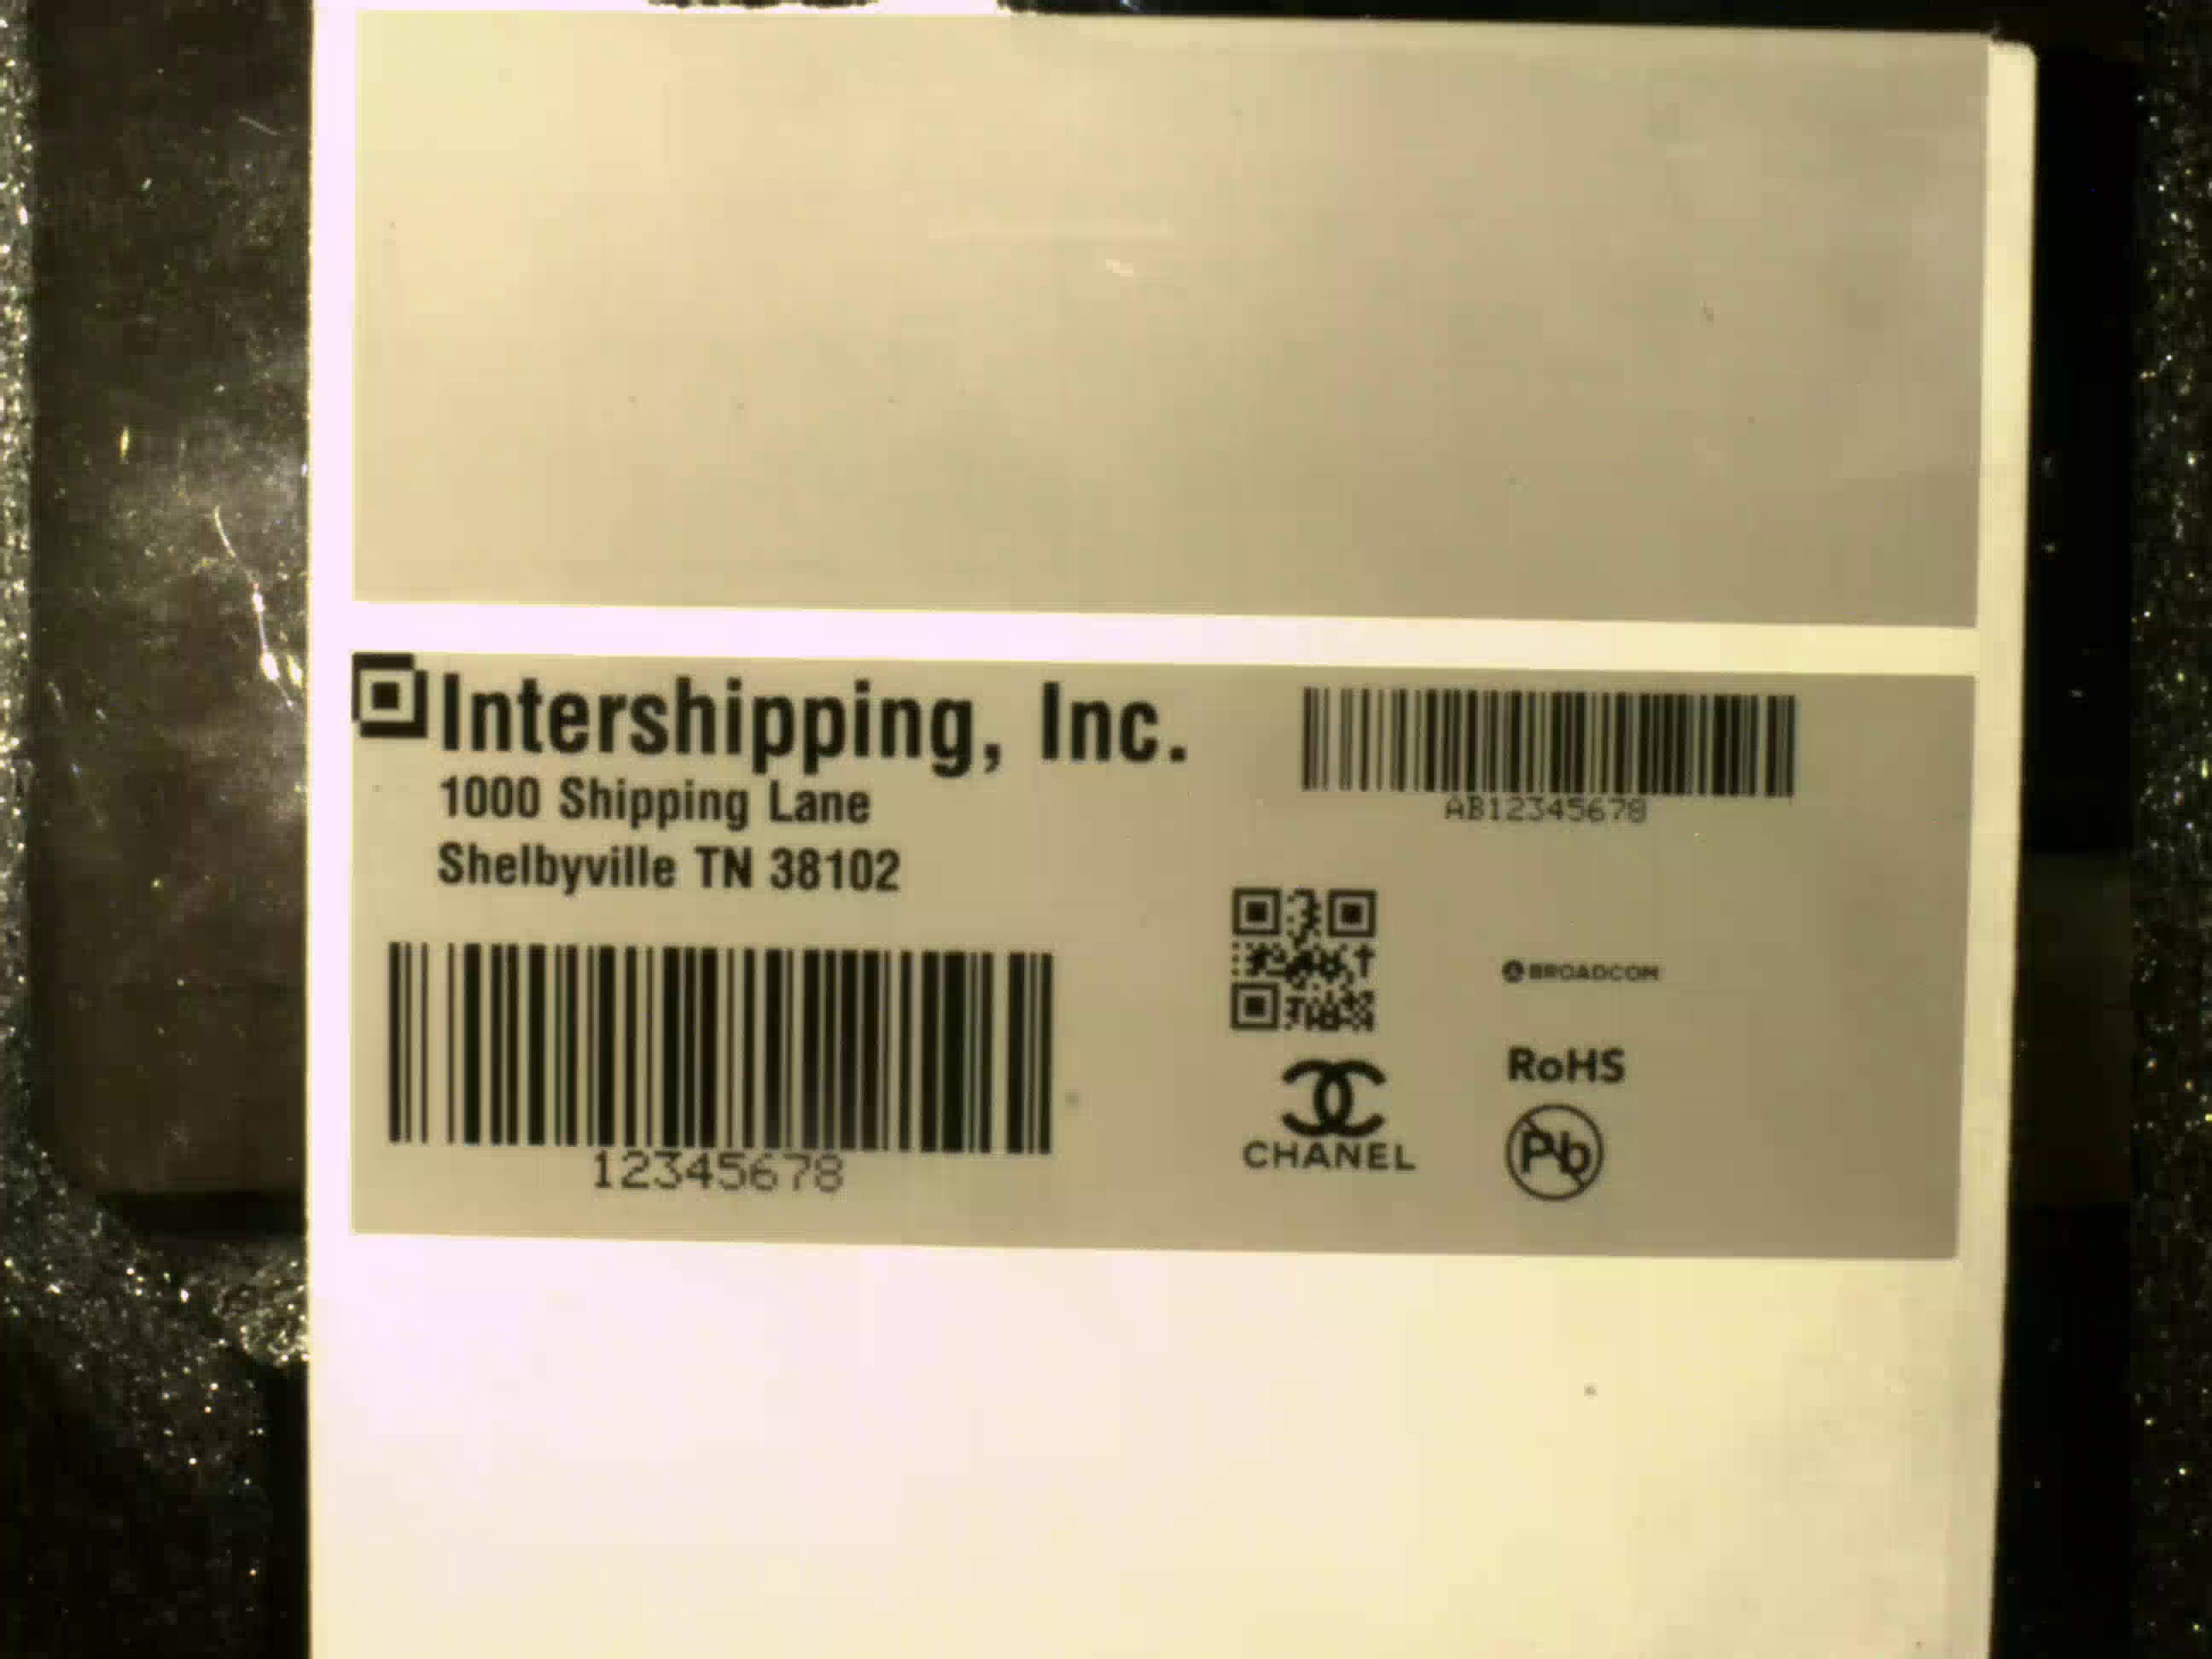 Intershipping, Inc.
1000 Shipping Lane
Shelbyville TN 38102
12345678
AB12345678
BROADCOM
CHANEL
RoHS
Pb